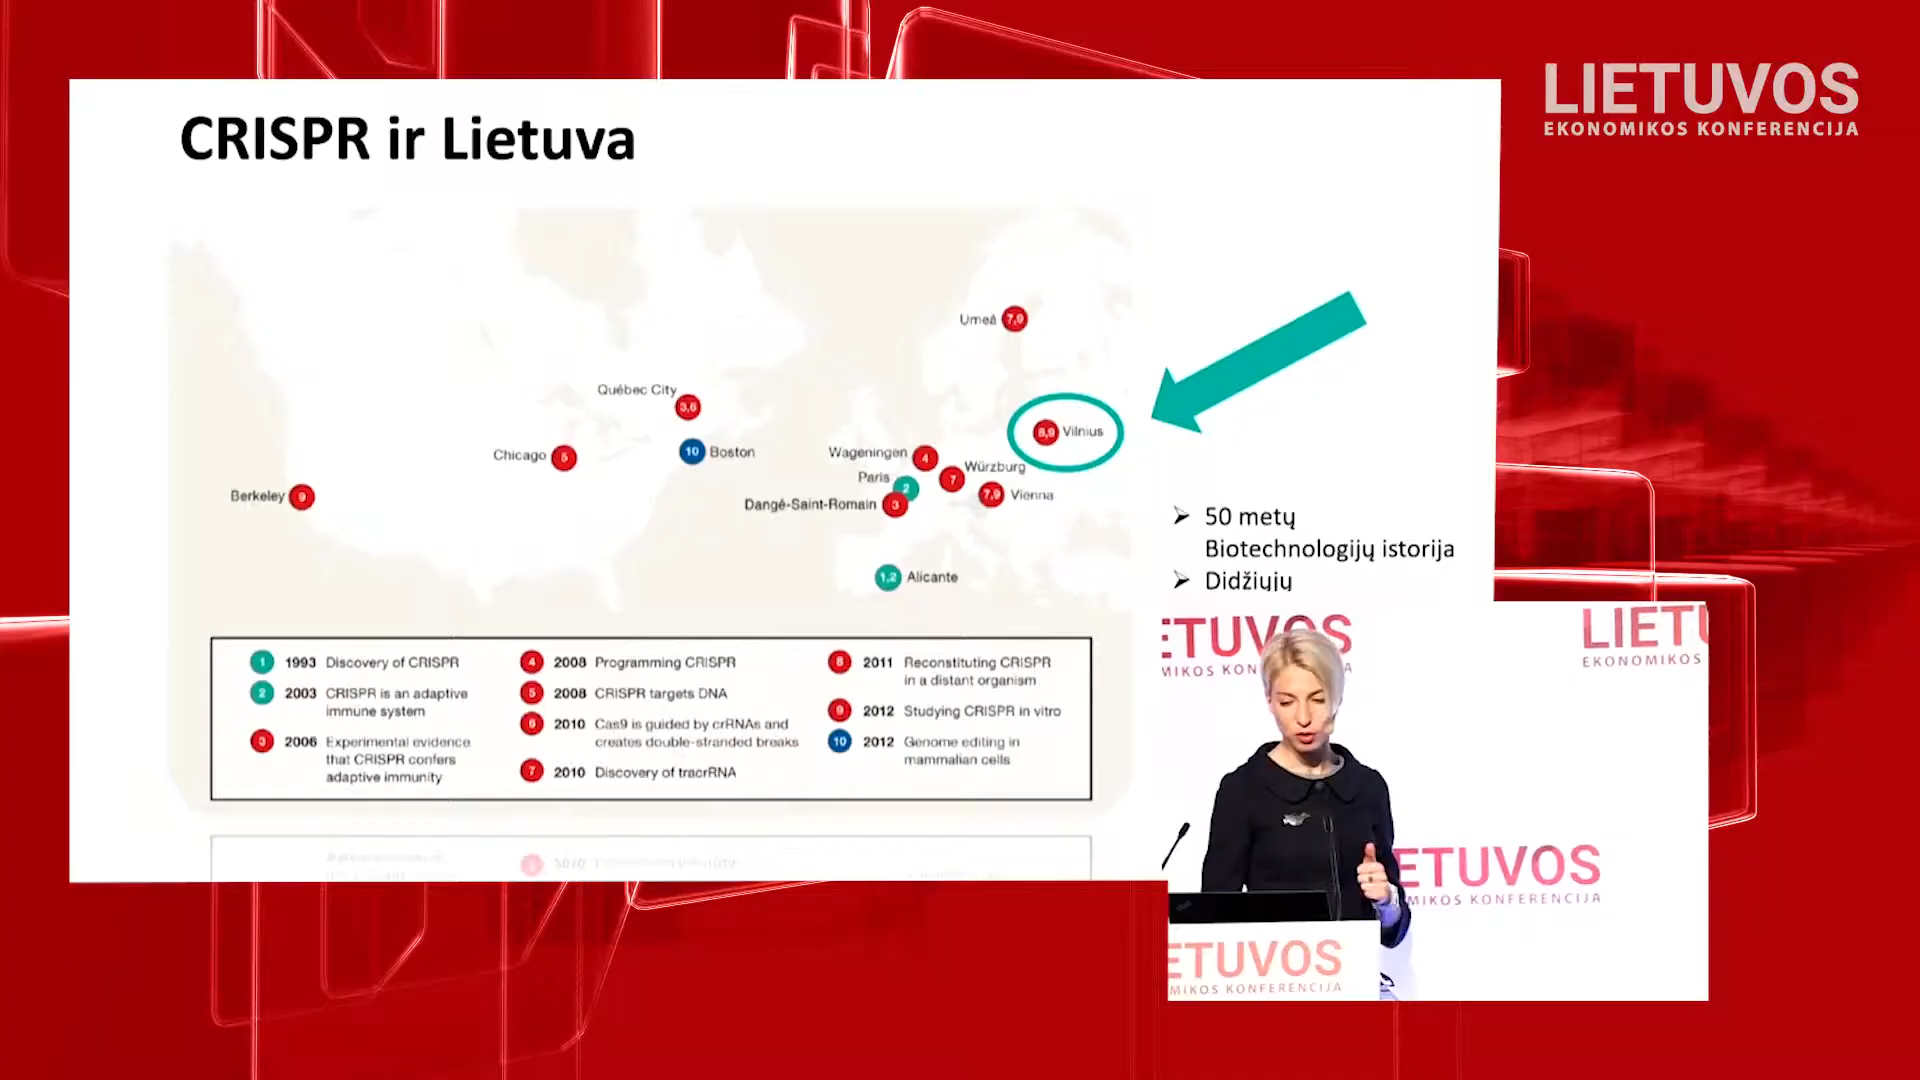 LIETUVOS
EKONOMIKOS KONFERENCIJA
CRISPR ir Lietuva
Umeå 7,9
Québec City
3,6
8,9 Vilnius
Chicago 5
10 Boston
Wageningen 4
Würzburg
7
Paris
2
Berkeley 9
7,9 Vienna
Dangé-Saint-Romain 3
1,2 Alicante
➢ 50 metų
Biotechnologijų istorija
➢ Didžiųjų
1 1993 Discovery of CRISPR
2 2003 CRISPR is an adaptive
immune system
3 2006 Experimental evidence
that CRISPR confers
adaptive immunity
4 2008 Programming CRISPR
5 2008 CRISPR targets DNA
6 2010 Cas9 is guided by crRNAs and
creates double-stranded breaks
7 2010 Discovery of tracrRNA
8 2011 Reconstituting CRISPR
in a distant organism
9 2012 Studying CRISPR in vitro
10 2012 Genome editing in
mammalian cells
ETUVOS
MIKOS KON A
LIETU
EKONOMIKOS
ETUVOS
MIKOS KONFERENCIJA
ETUVOS
MIKOS KONFERENCIJA